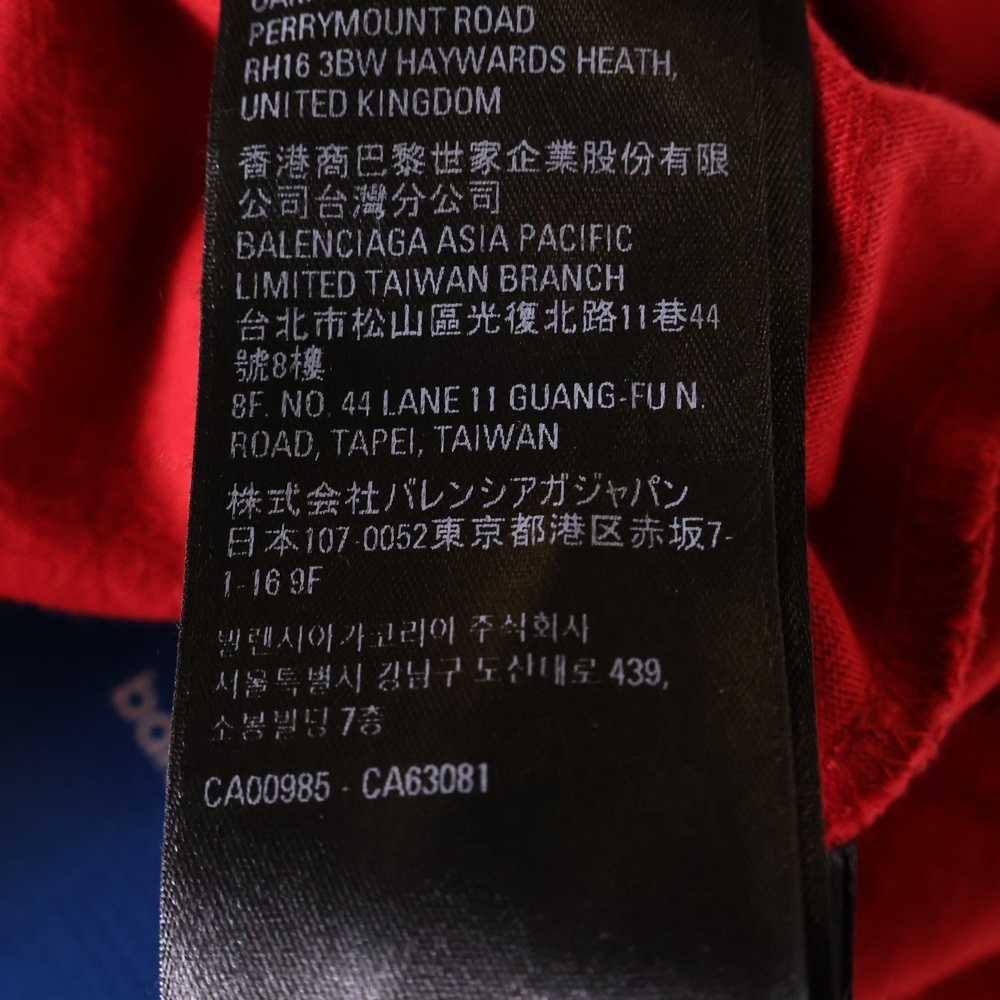 PERRYMOUNT ROAD
RH16 3BW HAYWARDS HEATH,
UNITED KINGDOM
香港商巴黎世家企業股份有限
公司台灣分公司
BALENCIAGA ASIA PACIFIC
LIMITED TAIWAN BRANCH
台北市松山區光復北路11巷44
號8樓
8F. NO. 44 LANE 11 GUANG-FU N.
ROAD, TAPEI, TAIWAN
株式会社バレンシアガジャパン
日本107-0052東京都港区赤坂7-
1-16 9F
발렌시아가코리아 주식회사
서울특별시 강남구 도산대로 439,
소봉빌딩 7층
CA00985 - CA63081